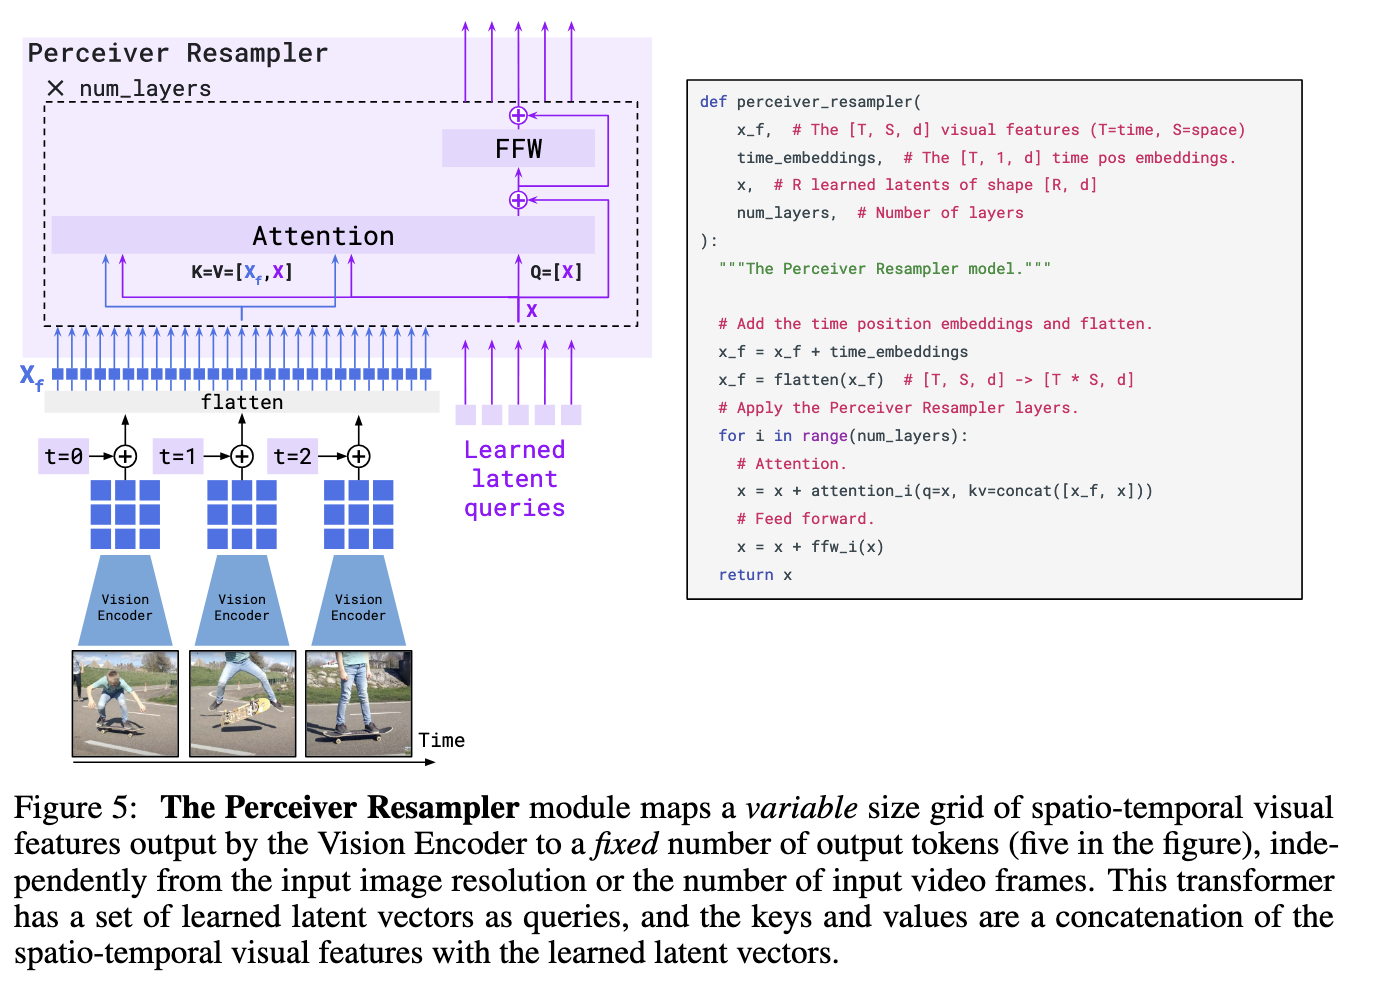 Perceiver Resampler
× num_layers
FFW
Attention
K=V=[Xf,X]
Q=[X]
X
Xf
flatten
t=0
t=1
t=2
Learned
latent
queries
Vision
Encoder
Vision
Encoder
Vision
Encoder
Time
def perceiver_resampler(
x_f,  # The [T, S, d] visual features (T=time, S=space)
time_embeddings,  # The [T, 1, d] time pos embeddings.
x,  # R learned latents of shape [R, d]
num_layers,  # Number of layers
):
"""The Perceiver Resampler model."""
# Add the time position embeddings and flatten.
x_f = x_f + time_embeddings
x_f = flatten(x_f)  # [T, S, d] -> [T * S, d]
# Apply the Perceiver Resampler layers.
for i in range(num_layers):
# Attention.
x = x + attention_i(q=x, kv=concat([x_f, x]))
# Feed forward.
x = x + ffw_i(x)
return x
Figure 5: The Perceiver Resampler module maps a variable size grid of spatio-temporal visual
features output by the Vision Encoder to a fixed number of output tokens (five in the figure), inde-
pendently from the input image resolution or the number of input video frames. This transformer
has a set of learned latent vectors as queries, and the keys and values are a concatenation of the
spatio-temporal visual features with the learned latent vectors.